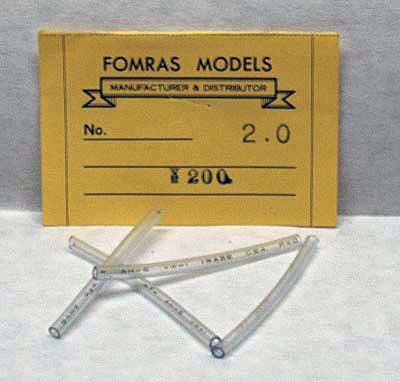 FOMRAS MODELS
MANUFACTURER & DISTRIBUTOR
No. 2.0
¥200